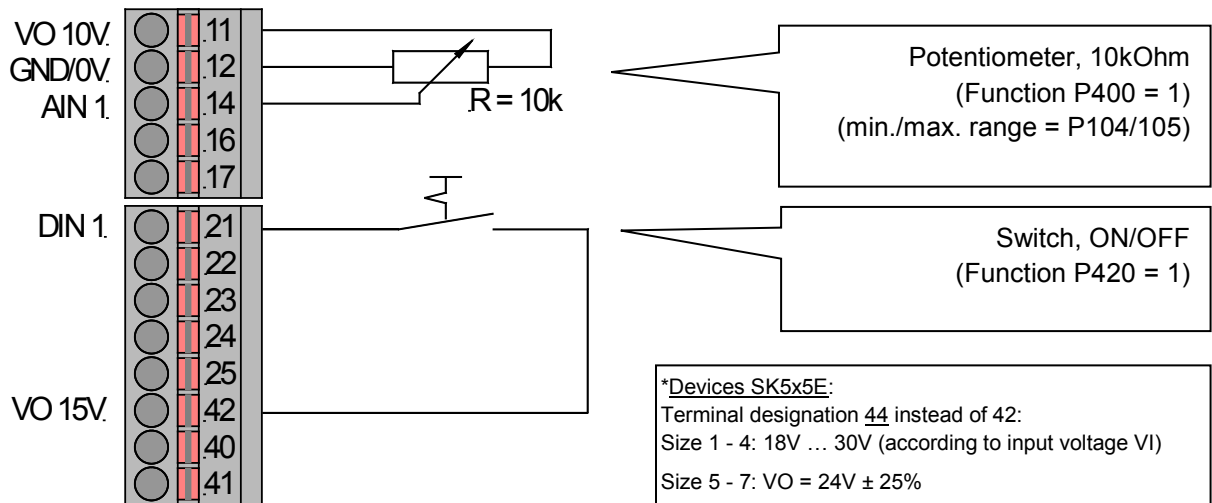 VO 10V.
.11
GND/0V.
.12
AIN 1.
.14
.R = 10k
.16
.17
Potentiometer, 10kOhm
(Function P400 = 1)
(min./max. range = P104/105)
DIN 1.
.21
.22
.23
.24
.25
VO 15V.
.42
.40
.41
Switch, ON/OFF
(Function P420 = 1)
*Devices SK5x5E:
Terminal designation 44 instead of 42:
Size 1 - 4: 18V … 30V (according to input voltage VI)
Size 5 - 7: VO = 24V ± 25%